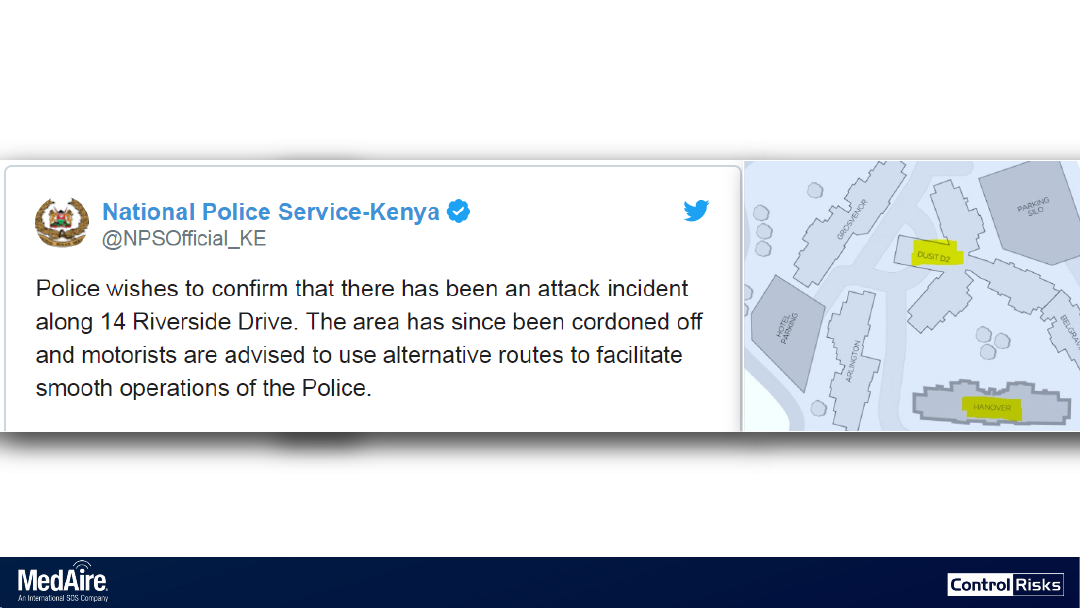 National Police Service-Kenya
@NPSOfficial_KE
Police wishes to confirm that there has been an attack incident
along 14 Riverside Drive. The area has since been cordoned off
and motorists are advised to use alternative routes to facilitate
smooth operations of the Police.
GROSVENOR
PARKING
SILO
DUSIT D2
HOTEL
PARKING
ARLINGTON
BELGRAV
HANOVER
MedAire
An International SOS Company
Control Risks